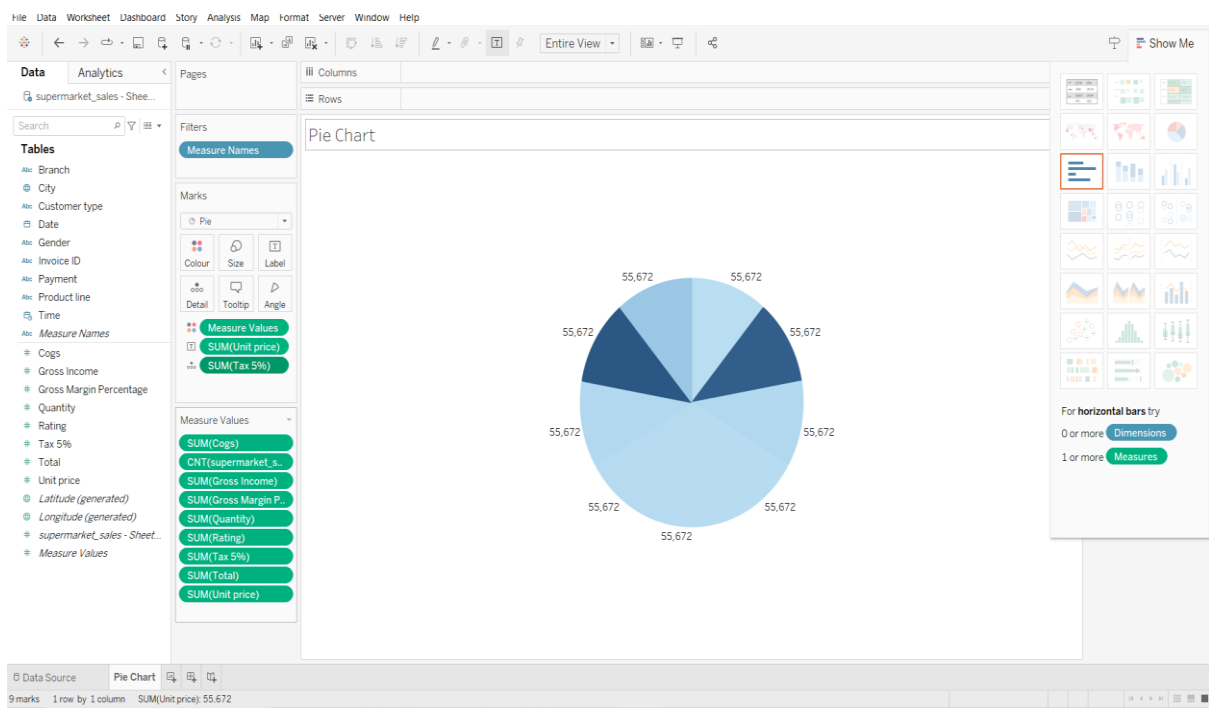 File Data Worksheet Dashboard Story Analysis Map Format Server Window Help
Entire View
Show Me
Data Analytics
supermarket_sales - Shee...
Search
Tables
Abc Branch
City
Abc Customer type
Date
Abc Gender
Abc Invoice ID
Abc Payment
Abc Product line
Time
Abc Measure Names
# Cogs
# Gross Income
# Gross Margin Percentage
# Quantity
# Rating
# Tax 5%
# Total
# Unit price
Latitude (generated)
Longitude (generated)
# supermarket_sales - Sheet...
# Measure Values
Pages
Filters
Measure Names
Marks
Pie
Colour Size Label
Detail Tooltip Angle
Measure Values
SUM(Unit price)
SUM(Tax 5%)
Measure Values
SUM(Cogs)
CNT(supermarket_s..
SUM(Gross Income)
SUM(Gross Margin P..
SUM(Quantity)
SUM(Rating)
SUM(Tax 5%)
SUM(Total)
SUM(Unit price)
Columns
Rows
Pie Chart
55,672 55,672
55,672 55,672
55,672 55,672
55,672 55,672
55,672
For horizontal bars try
0 or more Dimensions
1 or more Measures
Data Source Pie Chart
9 marks 1 row by 1 column SUM(Unit price): 55,672